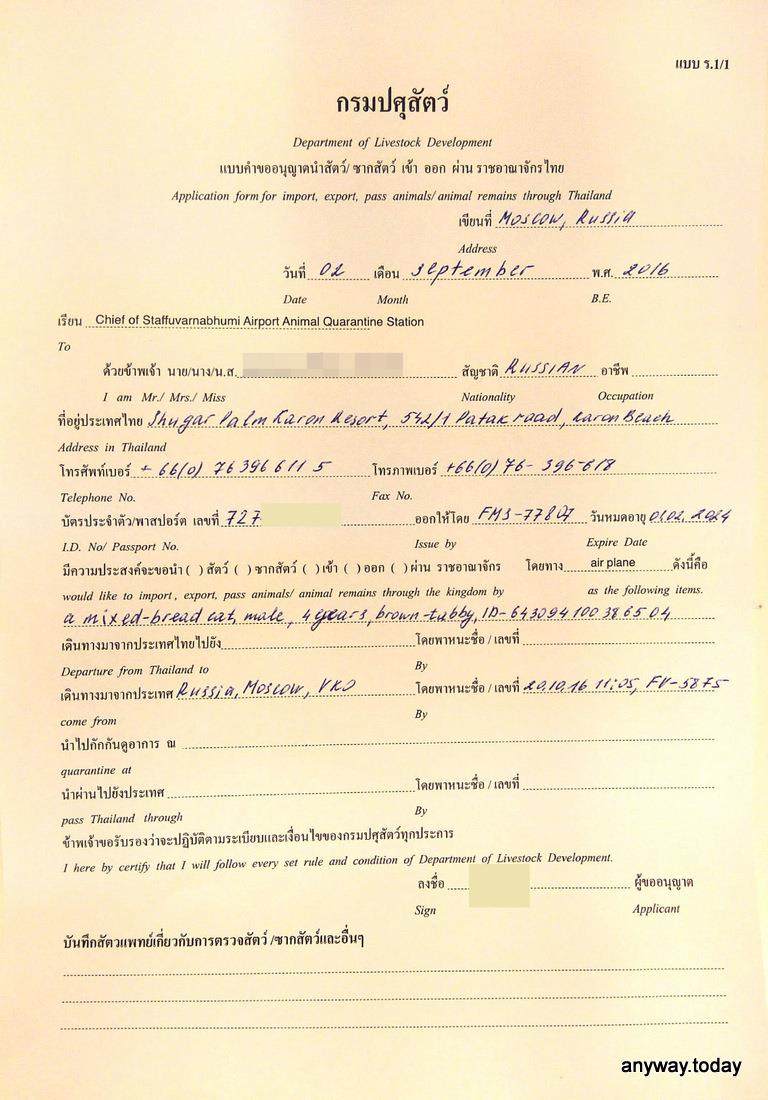 แบบ ร.1/1
กรมปศุสัตว์
Department of Livestock Development
แบบคำขออนุญาตนำสัตว์/ ซากสัตว์ เข้า ออก ผ่าน ราชอาณาจักรไทย
Application form for import, export, pass animals/ animal remains through Thailand
เขียนที่ Moscow, Russia
Address
วันที่ 02 เดือน September พ.ศ. 2016
Date Month B.E.
เรียน Chief of Staffuvarnabhumi Airport Animal Quarantine Station
To
ด้วยข้าพเจ้า นาย/นาง/น.ส. สัญชาติ RUSSIAN อาชีพ
I am Mr./ Mrs./ Miss Nationality Occupation
ที่อยู่ประเทศไทย Shugar Palm Karon Resort, 542/1 Patak road, Karon Beach
Address in Thailand
โทรศัพท์เบอร์ +66(0) 76 396 611 5 โทรภาพเบอร์ +66(0) 76- 396-618
Telephone No. Fax No.
บัตรประจำตัว/พาสปอร์ต เลขที่ 727 ออกให้โดย FMS-77807 วันหมดอายุ 01.02.2024
I.D. No/ Passport No. Issue by Expire Date
มีความประสงค์จะขอนำ ( ) สัตว์ ( ) ซากสัตว์ ( ) เข้า ( ) ออก ( ) ผ่าน ราชอาณาจักร โดยทาง air plane ดังนี้คือ
would like to import , export, pass animals/ animal remains through the kingdom by as the following items.
a mixed-bread cat, male, 4 years, brown-tabby, ID-643094100386504
เดินทางมาจากประเทศไทยไปยัง โดยพาหนะชื่อ / เลขที่
Departure from Thailand to By
เดินทางมาจากประเทศ Russia, Moscow, VKO โดยพาหนะชื่อ / เลขที่ 20.10.16 11:05, FV-5875
come from By
นำไปกักกันดูอาการ ณ
quarantine at
นำผ่านไปยังประเทศ โดยพาหนะชื่อ / เลขที่
pass Thailand through By
ข้าพเจ้าขอรับรองว่าจะปฏิบัติตามระเบียบและเงื่อนไขของกรมปศุสัตว์ทุกประการ
I here by certify that I will follow every set rule and condition of Department of Livestock Development.
ลงชื่อ ผู้ขออนุญาต
Sign Applicant
บันทึกสัตวแพทย์เกี่ยวกับการตรวจสัตว์ /ซากสัตว์และอื่นๆ
anyway.today